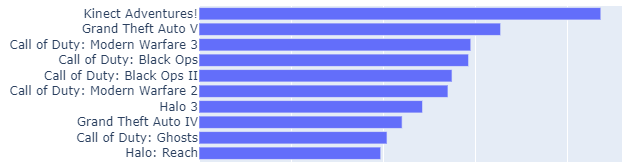 Kinect Adventures!
Grand Theft Auto V
Call of Duty: Modern Warfare 3
Call of Duty: Black Ops
Call of Duty: Black Ops II
Call of Duty: Modern Warfare 2
Halo 3
Grand Theft Auto IV
Call of Duty: Ghosts
Halo: Reach